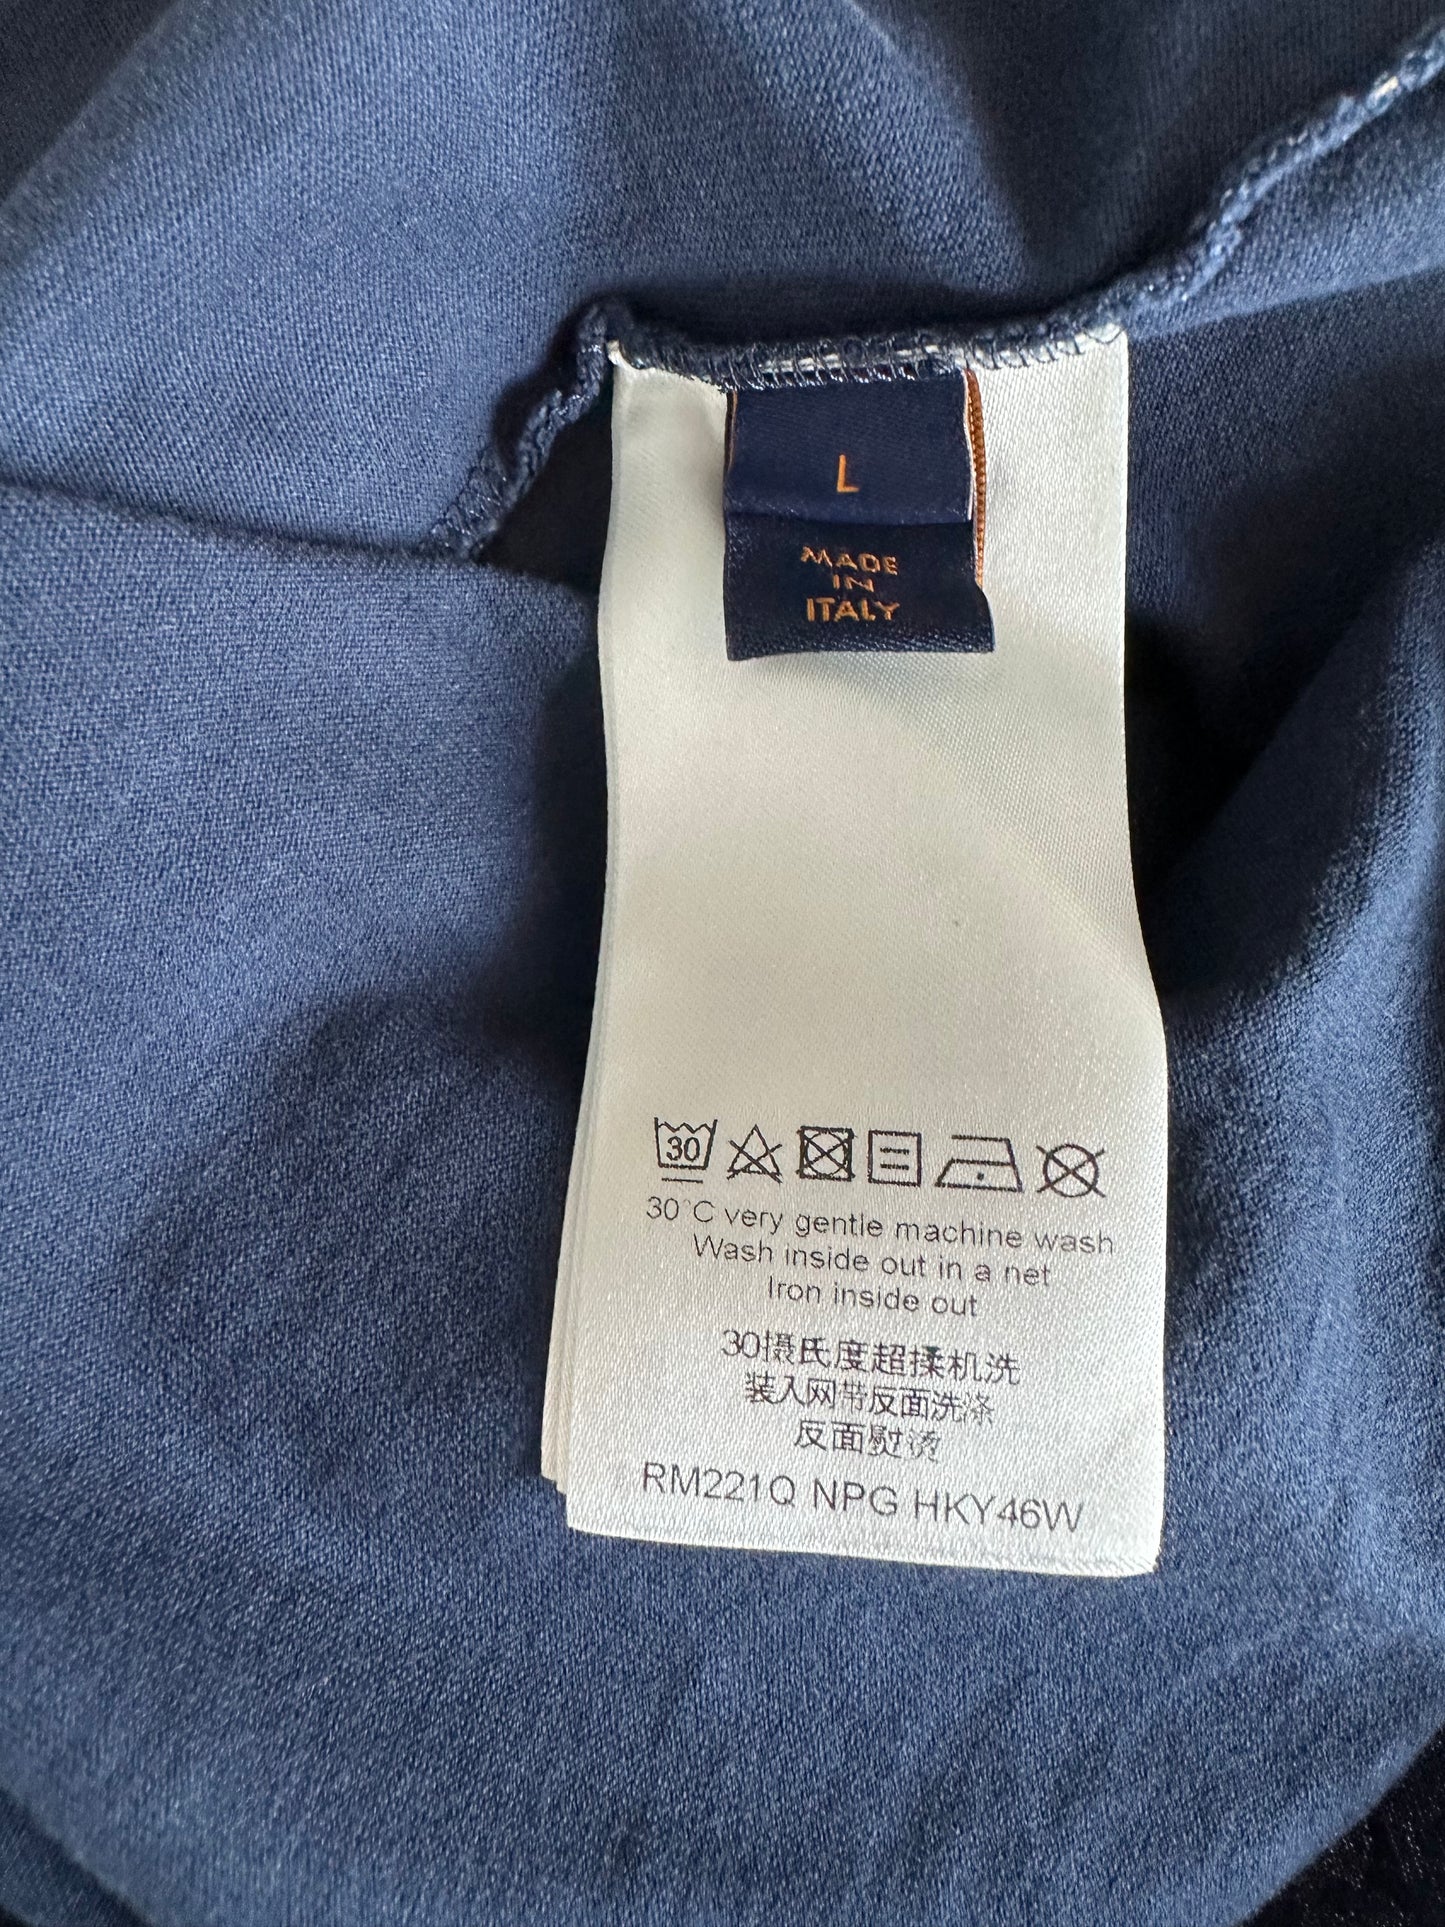 L
MADE
IN
ITALY
30
30°C very gentle machine wash
Wash inside out in a net
Iron inside out
30摄氏度超揉机洗
装入网带反面洗涤
反面熨烫
RM221Q NPG HKY46W